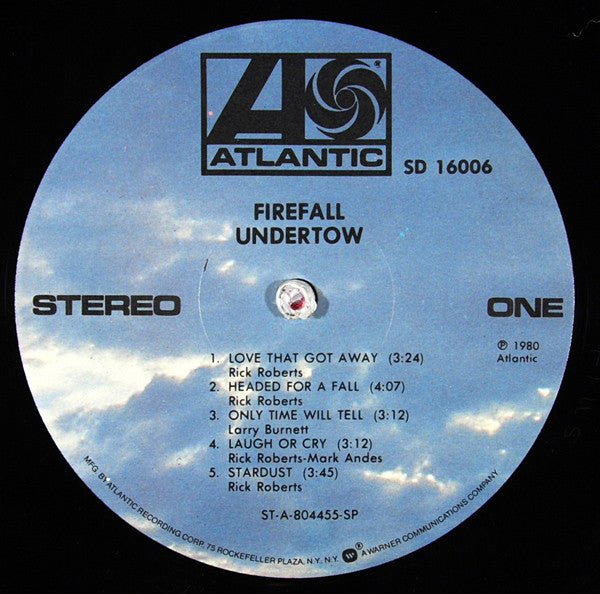 ATLANTIC
SD 16006
FIREFALL
UNDERTOW
STEREO
ONE
℗ 1980
Atlantic
1. LOVE THAT GOT AWAY (3:24)
Rick Roberts
2. HEADED FOR A FALL (4:07)
Rick Roberts
3. ONLY TIME WILL TELL (3:12)
Larry Burnett
4. LAUGH OR CRY (3:12)
Rick Roberts-Mark Andes
5. STARDUST (3:45)
Rick Roberts
ST-A-804455-SP
MFG. BY ATLANTIC RECORDING CORP. 75 ROCKEFELLER PLAZA, N.Y., N.Y. ® A WARNER COMMUNICATIONS COMPANY